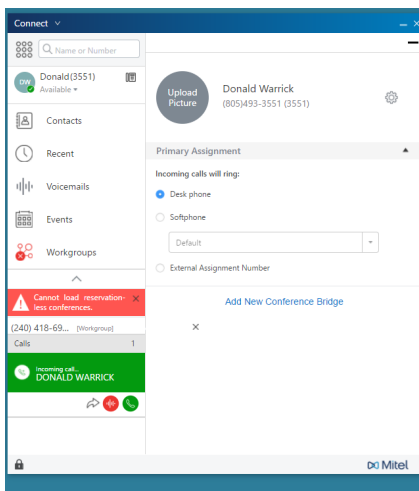 Connect
Name or Number
DW
Donald(3551)
Available
Contacts
Recent
Voicemails
Events
Workgroups
Cannot load reservation-
less conferences.
(240) 418-69... [Workgroup]
Calls 1
Incoming call...
DONALD WARRICK
Upload
Picture
Donald Warrick
(805)493-3551 (3551)
Primary Assignment
Incoming calls will ring:
Desk phone
Softphone
Default
External Assignment Number
Add New Conference Bridge
Mitel